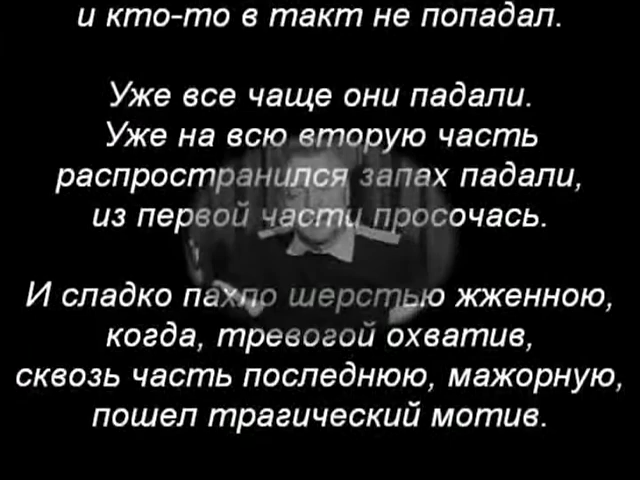 и кто-то в такт не попадал.
Уже все чаще они падали.
Уже на всю вторую часть
распространился запах падали,
из первой части просочась.
И сладко пахло шерстью жженною,
когда, тревогой охватив,
сквозь часть последнюю, мажорную,
пошел трагический мотив.